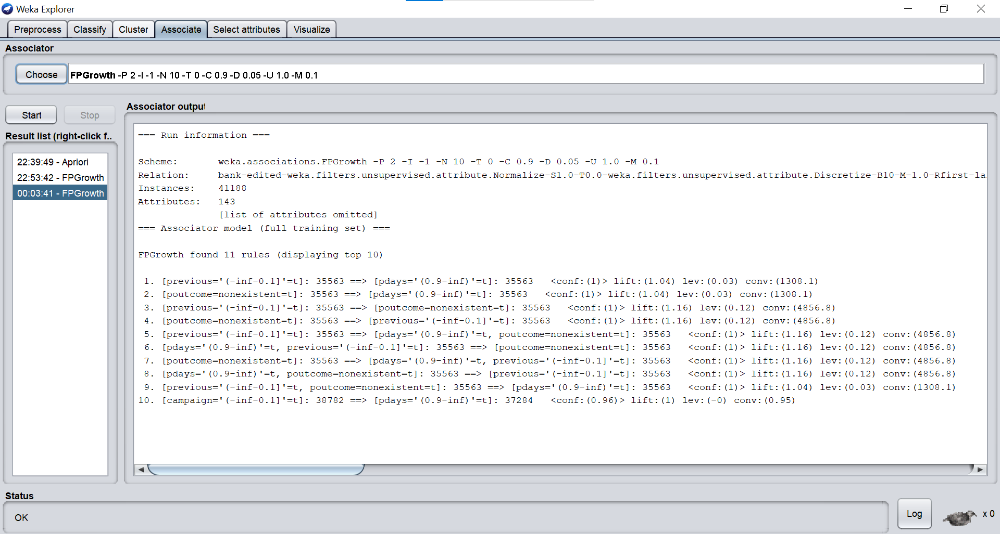 Weka Explorer
Preprocess Classify Cluster Associate Select attributes Visualize
Associator
Choose FPGrowth -P 2 -I -1 -N 10 -T 0 -C 0.9 -D 0.05 -U 1.0 -M 0.1
Start Stop
Associator output
Result list (right-click f..
22:39:49 - Apriori
22:53:42 - FPGrowth
00:03:41 - FPGrowth
=== Run information ===
Scheme: weka.associations.FPGrowth -P 2 -I -1 -N 10 -T 0 -C 0.9 -D 0.05 -U 1.0 -M 0.1
Relation: bank-edited-weka.filters.unsupervised.attribute.Normalize-S1.0-T0.0-weka.filters.unsupervised.attribute.Discretize-B10-M-1.0-Rfirst-la
Instances: 41188
Attributes: 143
[list of attributes omitted]
=== Associator model (full training set) ===
FPGrowth found 11 rules (displaying top 10)
1. [previous='(-inf-0.1]'=t]: 35563 ==> [pdays='(0.9-inf)'=t]: 35563 <conf:(1)> lift:(1.04) lev:(0.03) conv:(1308.1)
2. [poutcome=nonexistent=t]: 35563 ==> [pdays='(0.9-inf)'=t]: 35563 <conf:(1)> lift:(1.04) lev:(0.03) conv:(1308.1)
3. [previous='(-inf-0.1]'=t]: 35563 ==> [poutcome=nonexistent=t]: 35563 <conf:(1)> lift:(1.16) lev:(0.12) conv:(4856.8)
4. [poutcome=nonexistent=t]: 35563 ==> [previous='(-inf-0.1]'=t]: 35563 <conf:(1)> lift:(1.16) lev:(0.12) conv:(4856.8)
5. [previous='(-inf-0.1]'=t]: 35563 ==> [pdays='(0.9-inf)'=t, poutcome=nonexistent=t]: 35563 <conf:(1)> lift:(1.16) lev:(0.12) conv:(4856.8)
6. [pdays='(0.9-inf)'=t, previous='(-inf-0.1]'=t]: 35563 ==> [poutcome=nonexistent=t]: 35563 <conf:(1)> lift:(1.16) lev:(0.12) conv:(4856.8)
7. [poutcome=nonexistent=t]: 35563 ==> [pdays='(0.9-inf)'=t, previous='(-inf-0.1]'=t]: 35563 <conf:(1)> lift:(1.16) lev:(0.12) conv:(4856.8)
8. [pdays='(0.9-inf)'=t, poutcome=nonexistent=t]: 35563 ==> [previous='(-inf-0.1]'=t]: 35563 <conf:(1)> lift:(1.16) lev:(0.12) conv:(4856.8)
9. [previous='(-inf-0.1]'=t, poutcome=nonexistent=t]: 35563 ==> [pdays='(0.9-inf)'=t]: 35563 <conf:(1)> lift:(1.04) lev:(0.03) conv:(1308.1)
10. [campaign='(-inf-0.1]'=t]: 38782 ==> [pdays='(0.9-inf)'=t]: 37284 <conf:(0.96)> lift:(1) lev:(-0) conv:(0.95)
Status
OK
Log x 0